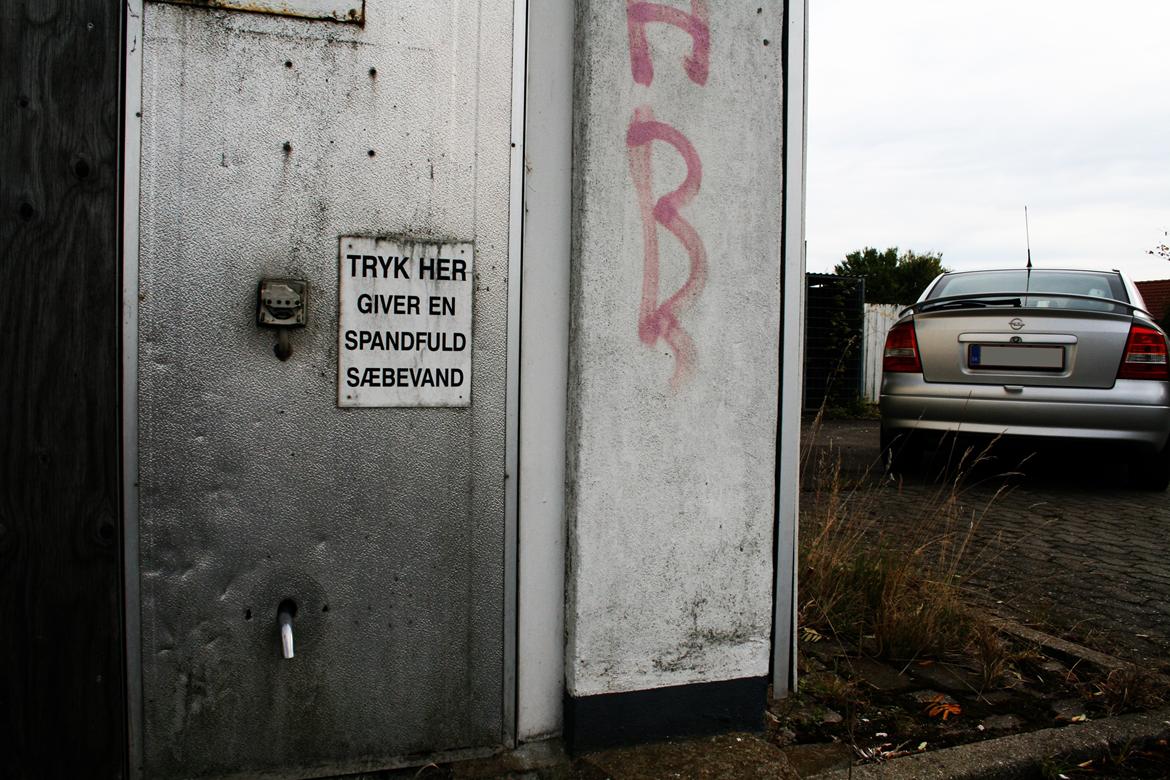 TRYK HER
GIVER EN
SPANDFULD
SÆBEVAND